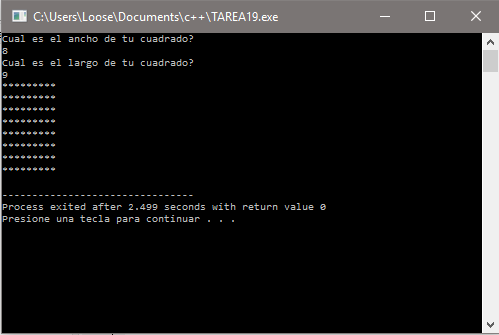 C:\Users\Loose\Documents\c++\TAREA19.exe
Cual es el ancho de tu cuadrado?
8
Cual es el largo de tu cuadrado?
9
*********
*********
*********
*********
*********
*********
*********
*********
--------------------------------
Process exited after 2.499 seconds with return value 0
Presione una tecla para continuar . . .